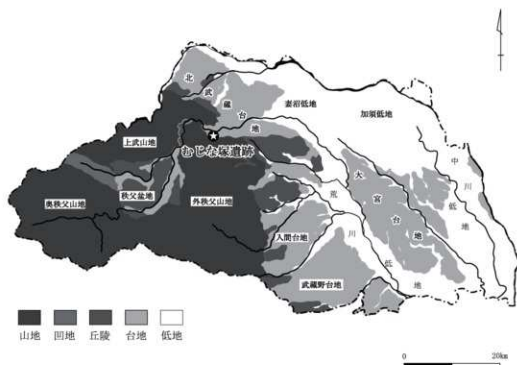 北武蔵台地
妻沼低地
加須低地
上武山地
むじな塚遺跡
中川低地
秩父盆地
大宮台地
奥秩父山地
外秩父山地
荒川低地
入間台地
武蔵野台地
山地
凹地
丘陵
台地
低地
0
20km